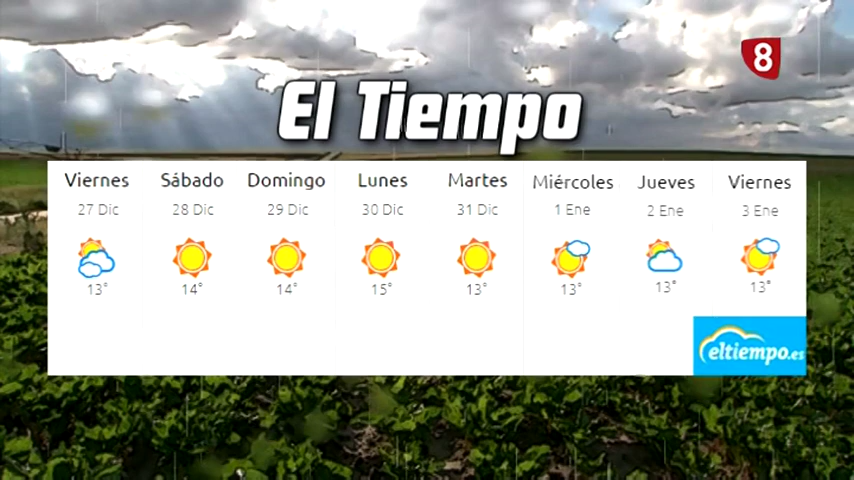 8
El Tiempo
Viernes Sábado Domingo Lunes Martes Miércoles Jueves Viernes
27 Dic 28 Dic 29 Dic 30 Dic 31 Dic 1 Ene 2 Ene 3 Ene
13° 14° 14° 15° 13° 13° 13° 13°
eltiempo.es